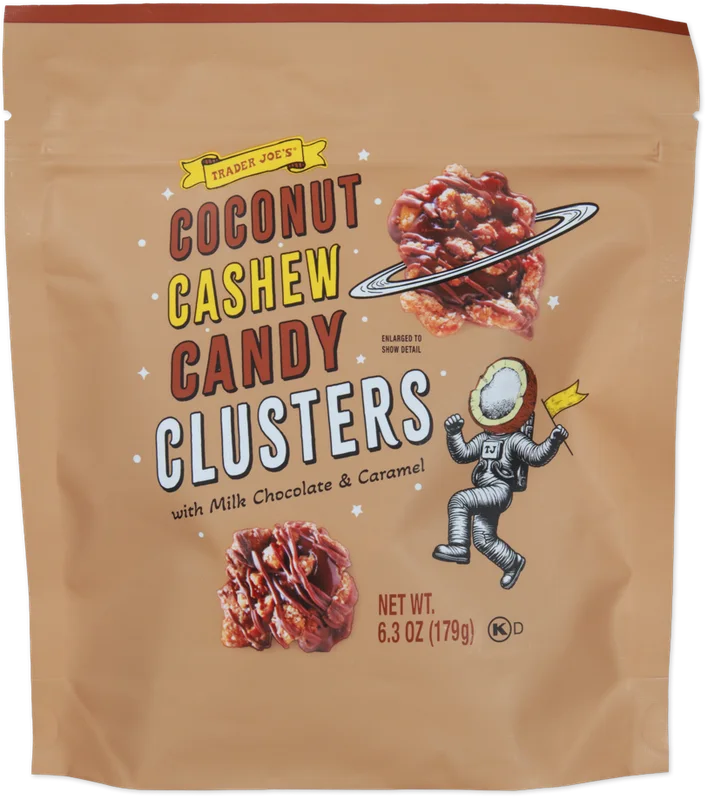 TRADER JOE'S®
COCONUT
CASHEW
CANDY
CLUSTERS
with Milk Chocolate & Caramel
ENLARGED TO
SHOW DETAIL
TJ
NET WT.
6.3 OZ (179g) K D